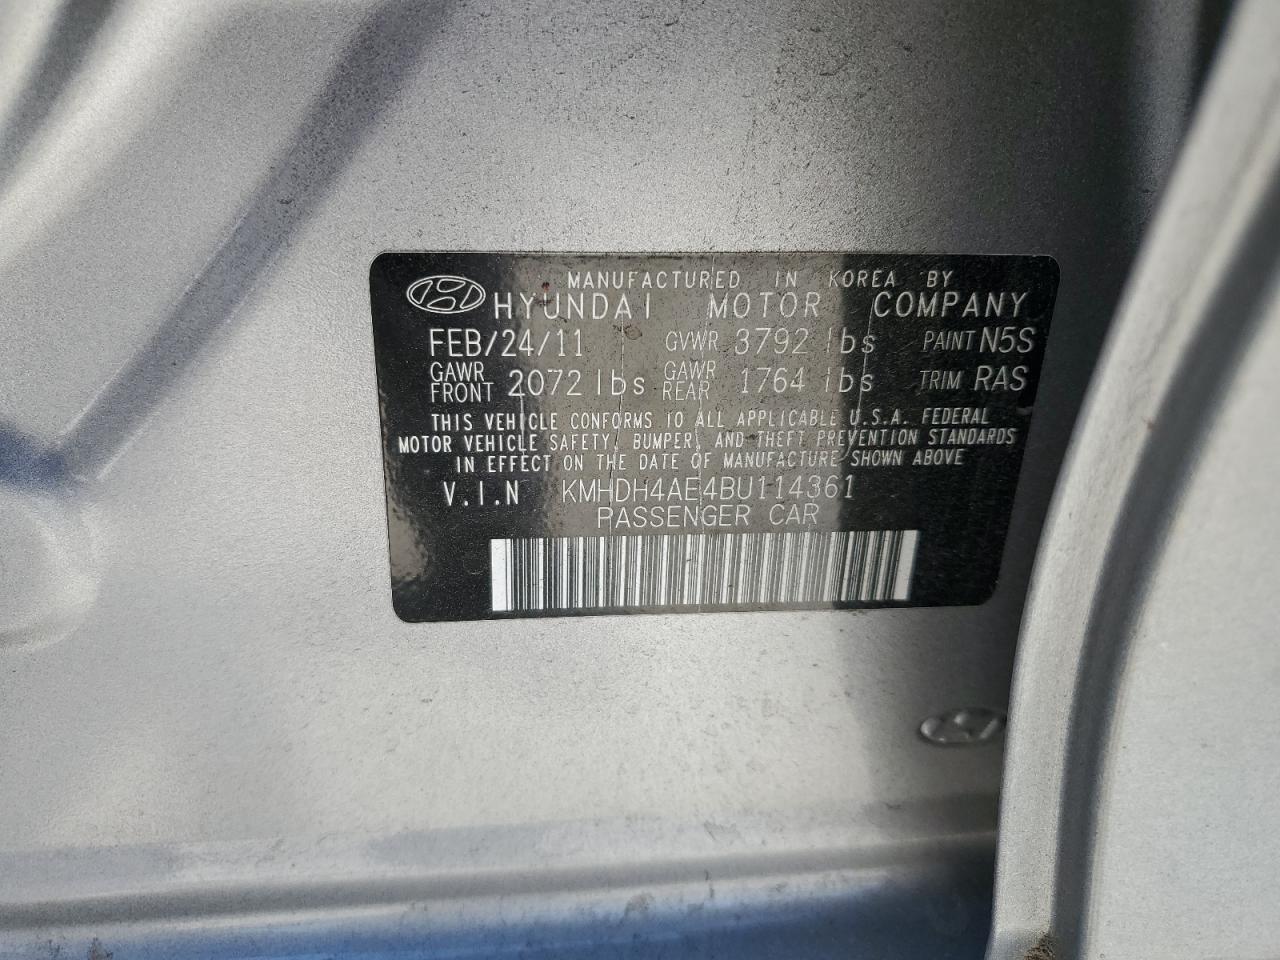 MANUFACTURED IN KOREA BY
HYUNDAI MOTOR COMPANY
FEB/24/11 GVWR 3792 lbs PAINT N5S
GAWR FRONT 2072 lbs GAWR REAR 1764 lbs TRIM RAS
THIS VEHICLE CONFORMS TO ALL APPLICABLE U.S.A. FEDERAL
MOTOR VEHICLE SAFETY, BUMPER, AND THEFT PREVENTION STANDARDS
IN EFFECT ON THE DATE OF MANUFACTURE SHOWN ABOVE
V.I.N KMHDH4AE4BU114361
PASSENGER CAR